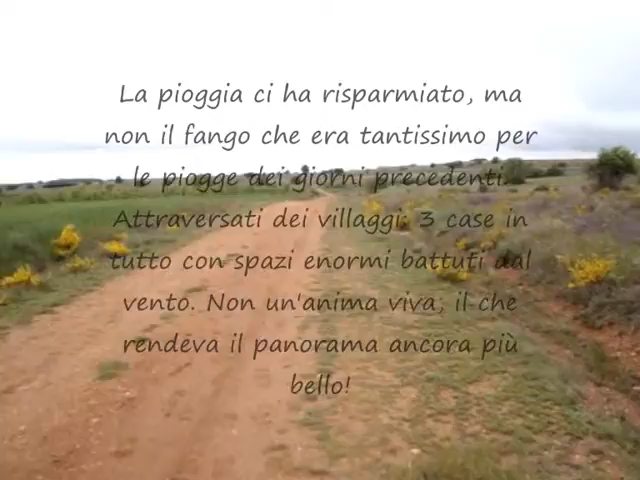 La pioggia ci ha risparmiato, ma
non il fango che era tantissimo per
le piogge dei giorni precedenti.
Attraversati dei villaggi: 3 case in
tutto con spazi enormi battuti dal
vento. Non un'anima viva, il che
rendeva il panorama ancora più
bello!